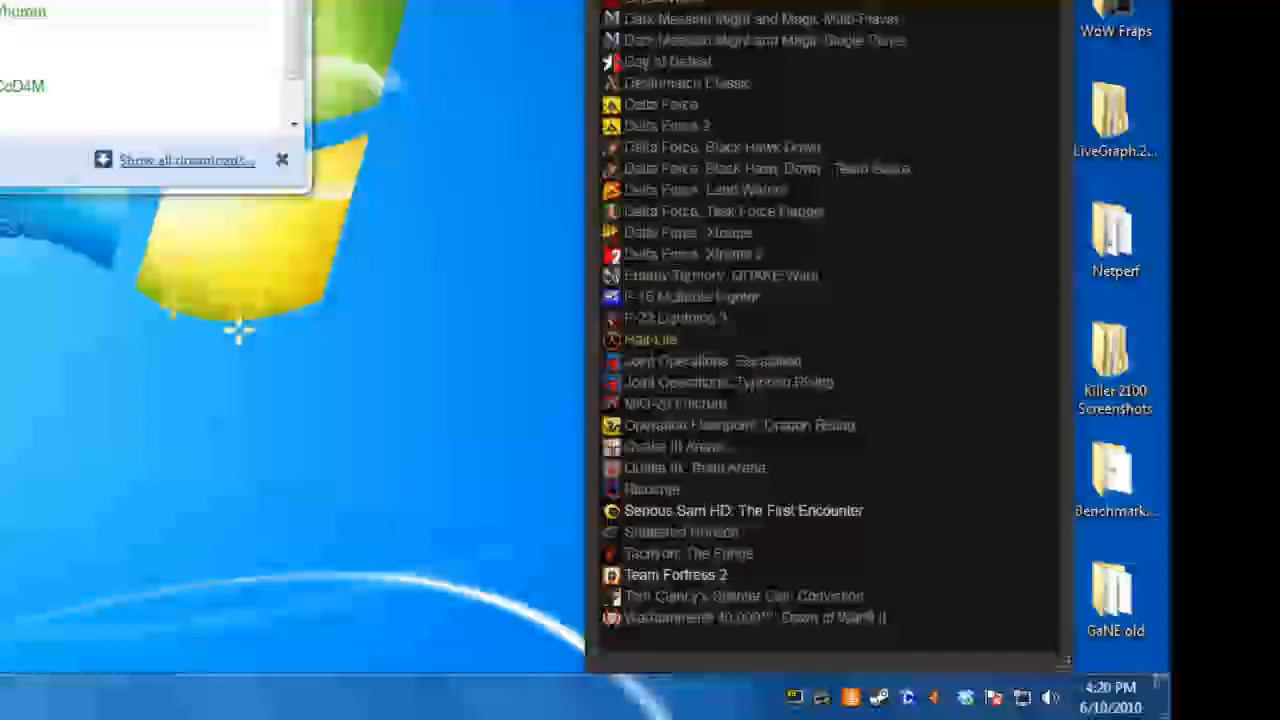 CoD4M
Show all downloads...
Dark Messiah Might and Magic Multi-Player
Dark Messiah Might and Magic Single Player
Day of Defeat
Deathmatch Classic
Delta Force
Delta Force 2
Delta Force: Black Hawk Down
Delta Force: Black Hawk Down - Team Sabre
Delta Force: Land Warrior
Delta Force: Task Force Dagger
Delta Force: Xtreme
Delta Force: Xtreme 2
Enemy Territory: QUAKE Wars
F-16 Multirole Fighter
F-22 Lightning 3
Half-Life
Joint Operations: Escalation
Joint Operations: Typhoon Rising
MiG-29 Fulcrum
Operation Flashpoint: Dragon Rising
Quake III Arena
Quake III: Team Arena
Ricochet
Serious Sam HD: The First Encounter
Shattered Horizon
Tachyon: The Fringe
Team Fortress 2
Tom Clancy's Splinter Cell: Conviction
Warhammer® 40,000™: Dawn of War® II
WoW Fraps
LiveGraph.2...
Netperf
Killer 2100
Screenshots
Benchmark...
GaNE old
4:20 PM
6/10/2010